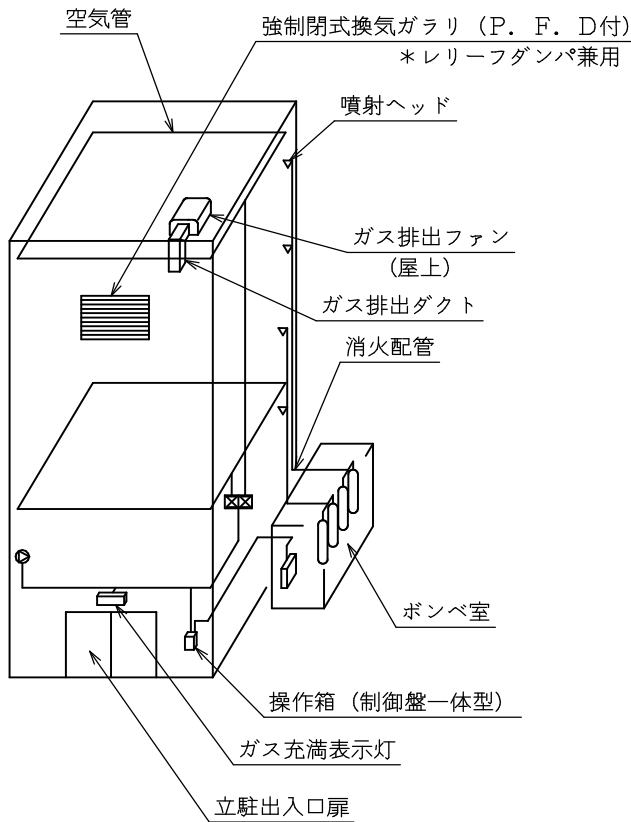 空気管
強制閉式換気ガラリ（P．F．D付）
＊レリーフダンパ兼用
噴射ヘッド
ガス排出ファン
（屋上）
ガス排出ダクト
消火配管
ボンベ室
操作箱（制御盤一体型）
ガス充満表示灯
立駐出入口扉